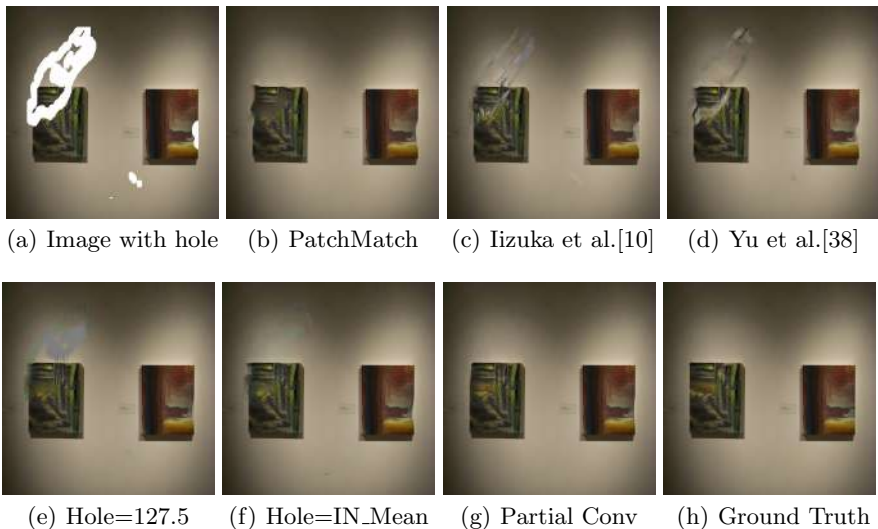 (a) Image with hole (b) PatchMatch (c) Iizuka et al.[10] (d) Yu et al.[38]
(e) Hole=127.5 (f) Hole=IN_Mean (g) Partial Conv (h) Ground Truth